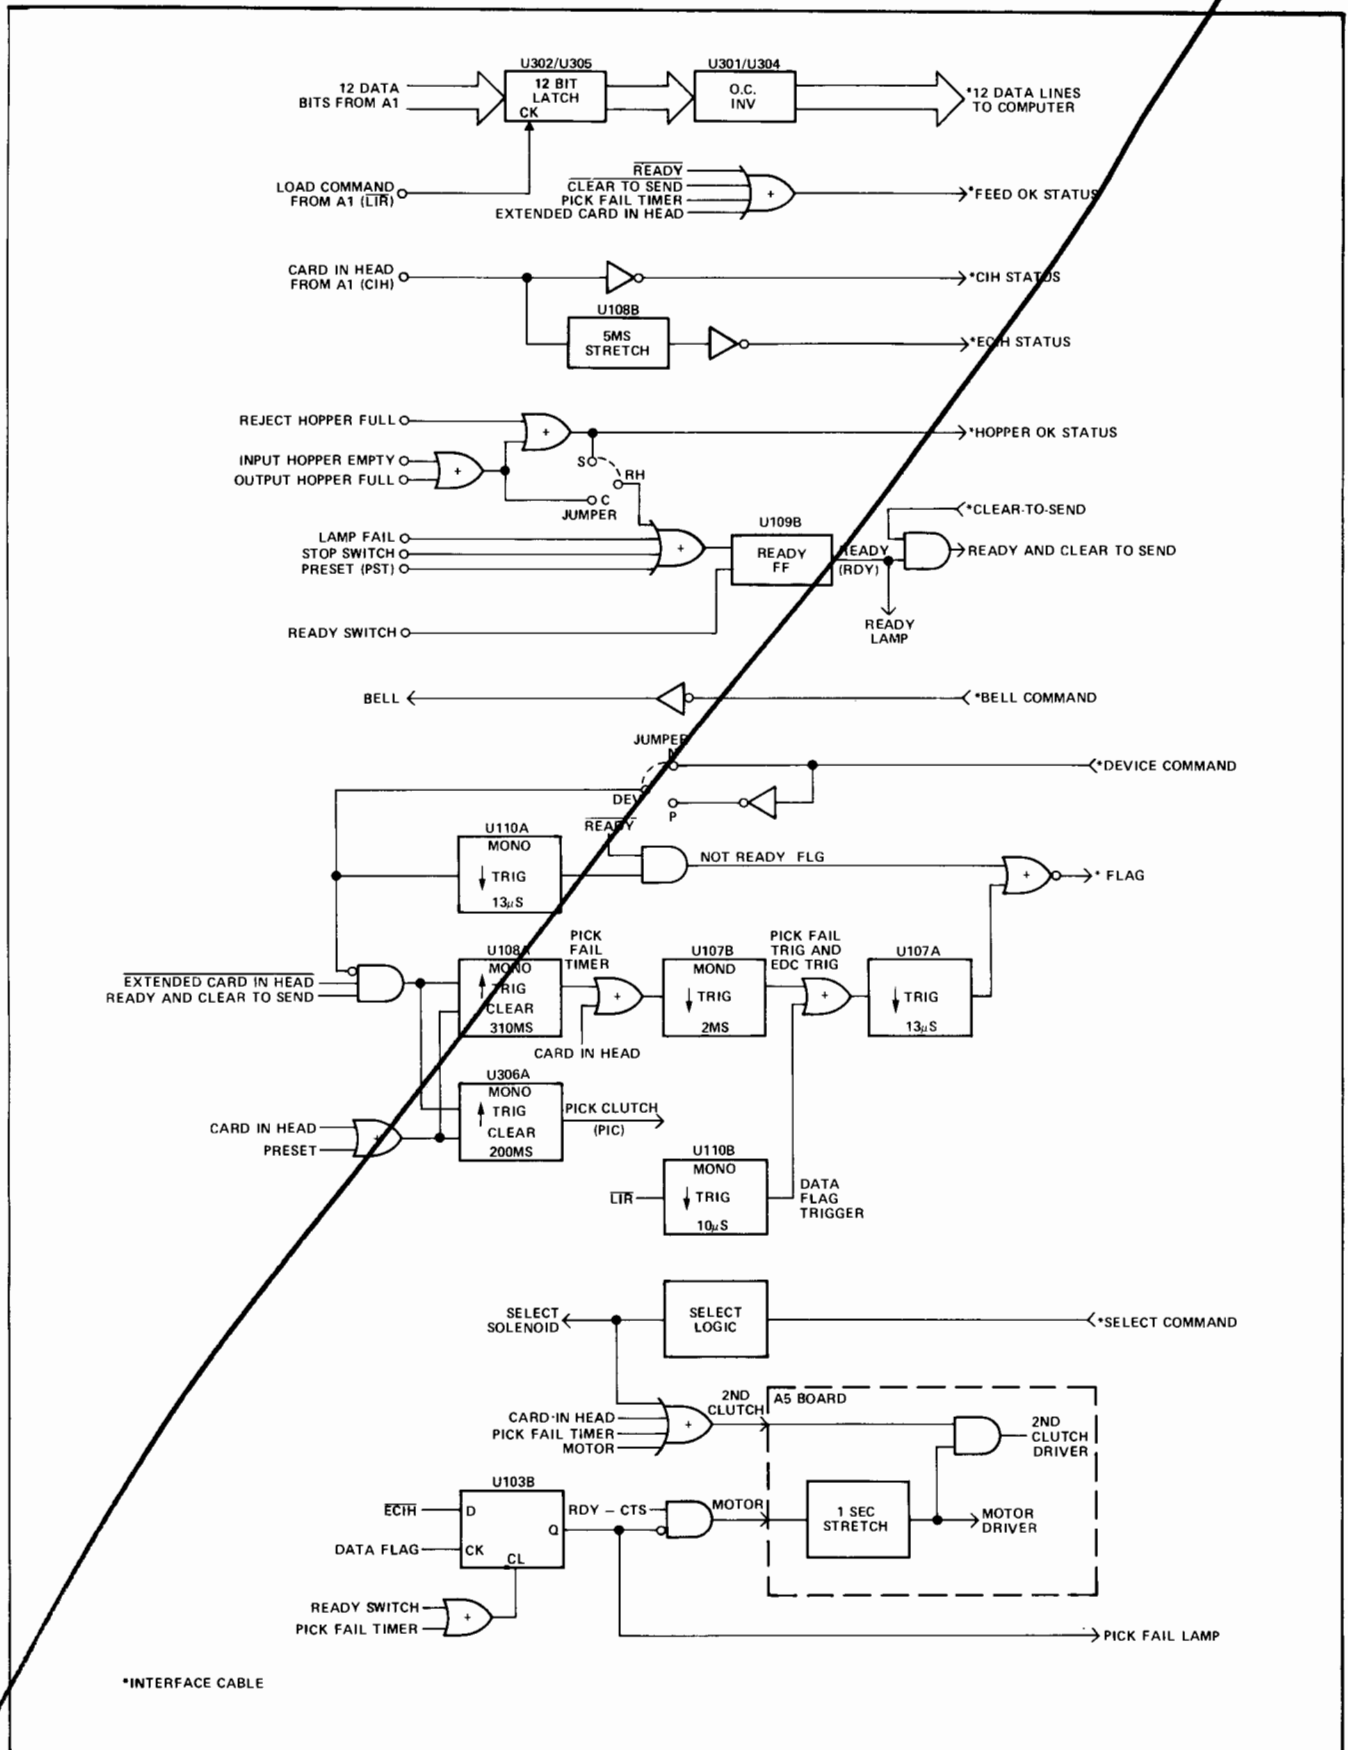 U302/U305
U301/U304
12 DATA
BITS FROM A1
12 BIT
LATCH
CK
O.C.
INV
*12 DATA LINES
TO COMPUTER
LOAD COMMAND
FROM A1 (LIR)
READY
CLEAR TO SEND
PICK FAIL TIMER
EXTENDED CARD IN HEAD
+
*FEED OK STATUS
CARD IN HEAD
FROM A1 (CIH)
*CIH STATUS
U108B
5MS
STRETCH
*ECIH STATUS
REJECT HOPPER FULL
+
*HOPPER OK STATUS
INPUT HOPPER EMPTY
OUTPUT HOPPER FULL
+
S
RH
C
JUMPER
*CLEAR-TO-SEND
U109B
LAMP FAIL
STOP SWITCH
PRESET (PST)
+
READY
FF
READY
(RDY)
READY AND CLEAR TO SEND
READY SWITCH
READY
LAMP
BELL
*BELL COMMAND
JUMPER
N
*DEVICE COMMAND
DEV
P
READY
U110A
MONO
TRIG
13µS
NOT READY FLG
+
* FLAG
PICK
FAIL
TIMER
PICK FAIL
TRIG AND
EDC TRIG
U108A
MONO
TRIG
CLEAR
310MS
U107B
MONO
TRIG
2MS
U107A
TRIG
13µS
EXTENDED CARD IN HEAD
READY AND CLEAR TO SEND
+
+
CARD IN HEAD
U306A
MONO
TRIG
CLEAR
200MS
PICK CLUTCH
(PIC)
CARD IN HEAD
PRESET
+
U110B
MONO
TRIG
10µS
LIR
DATA
FLAG
TRIGGER
SELECT
SOLENOID
SELECT
LOGIC
*SELECT COMMAND
2ND
CLUTCH
A5 BOARD
CARD-IN HEAD
PICK FAIL TIMER
MOTOR
+
2ND
CLUTCH
DRIVER
U103B
ECIH
D
DATA FLAG
CK
Q
CL
RDY – CTS
MOTOR
1 SEC
STRETCH
MOTOR
DRIVER
READY SWITCH
PICK FAIL TIMER
+
PICK FAIL LAMP
*INTERFACE CABLE